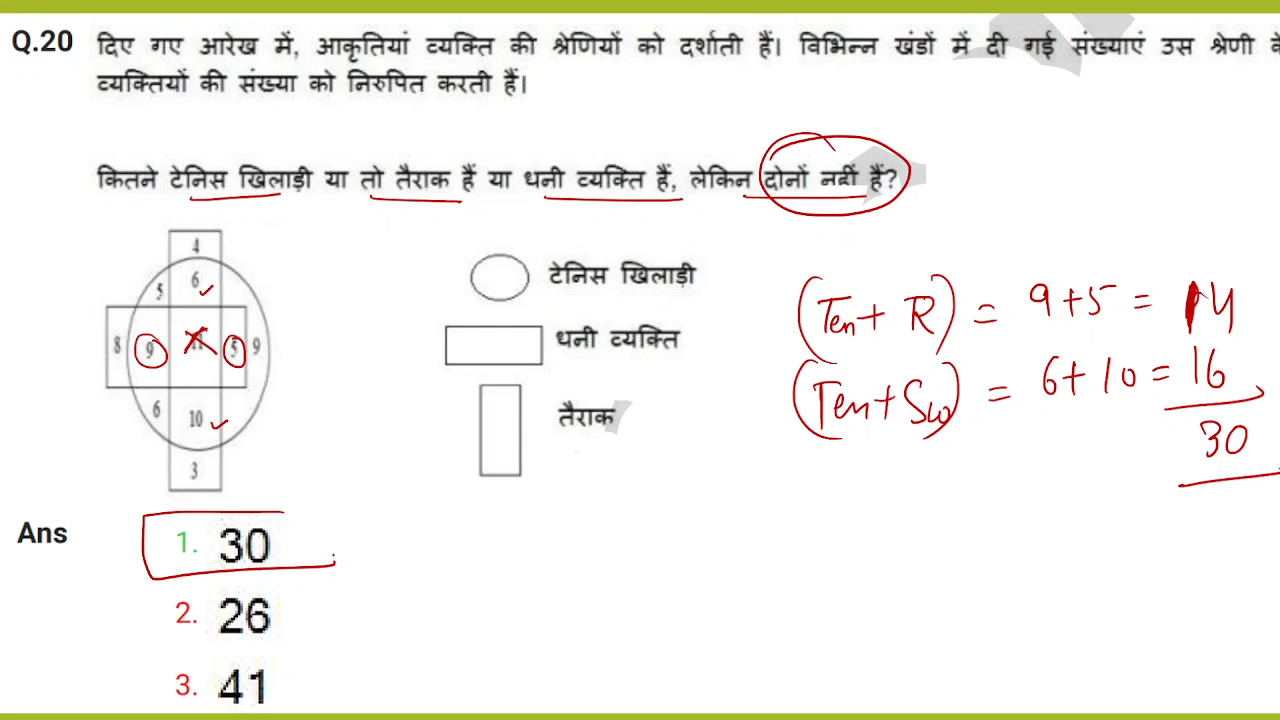 Q.20 दिए गए आरेख में, आकृतियां व्यक्ति की श्रेणियों को दर्शाती हैं। विभिन्न खंडों में दी गई संख्याएं उस श्रेणी के
व्यक्तियों की संख्या को निरुपित करती हैं।
कितने टेनिस खिलाड़ी या तो तैराक हैं या धनी व्यक्ति हैं, लेकिन दोनों नहीं हैं?
4
6
5
8 9 5 9
6
10
3
टेनिस खिलाड़ी
धनी व्यक्ति
तैराक
(Ten + R) = 9+5 = 14
(Ten + Sw) = 6+10 = 16
30
Ans
1. 30
2. 26
3. 41